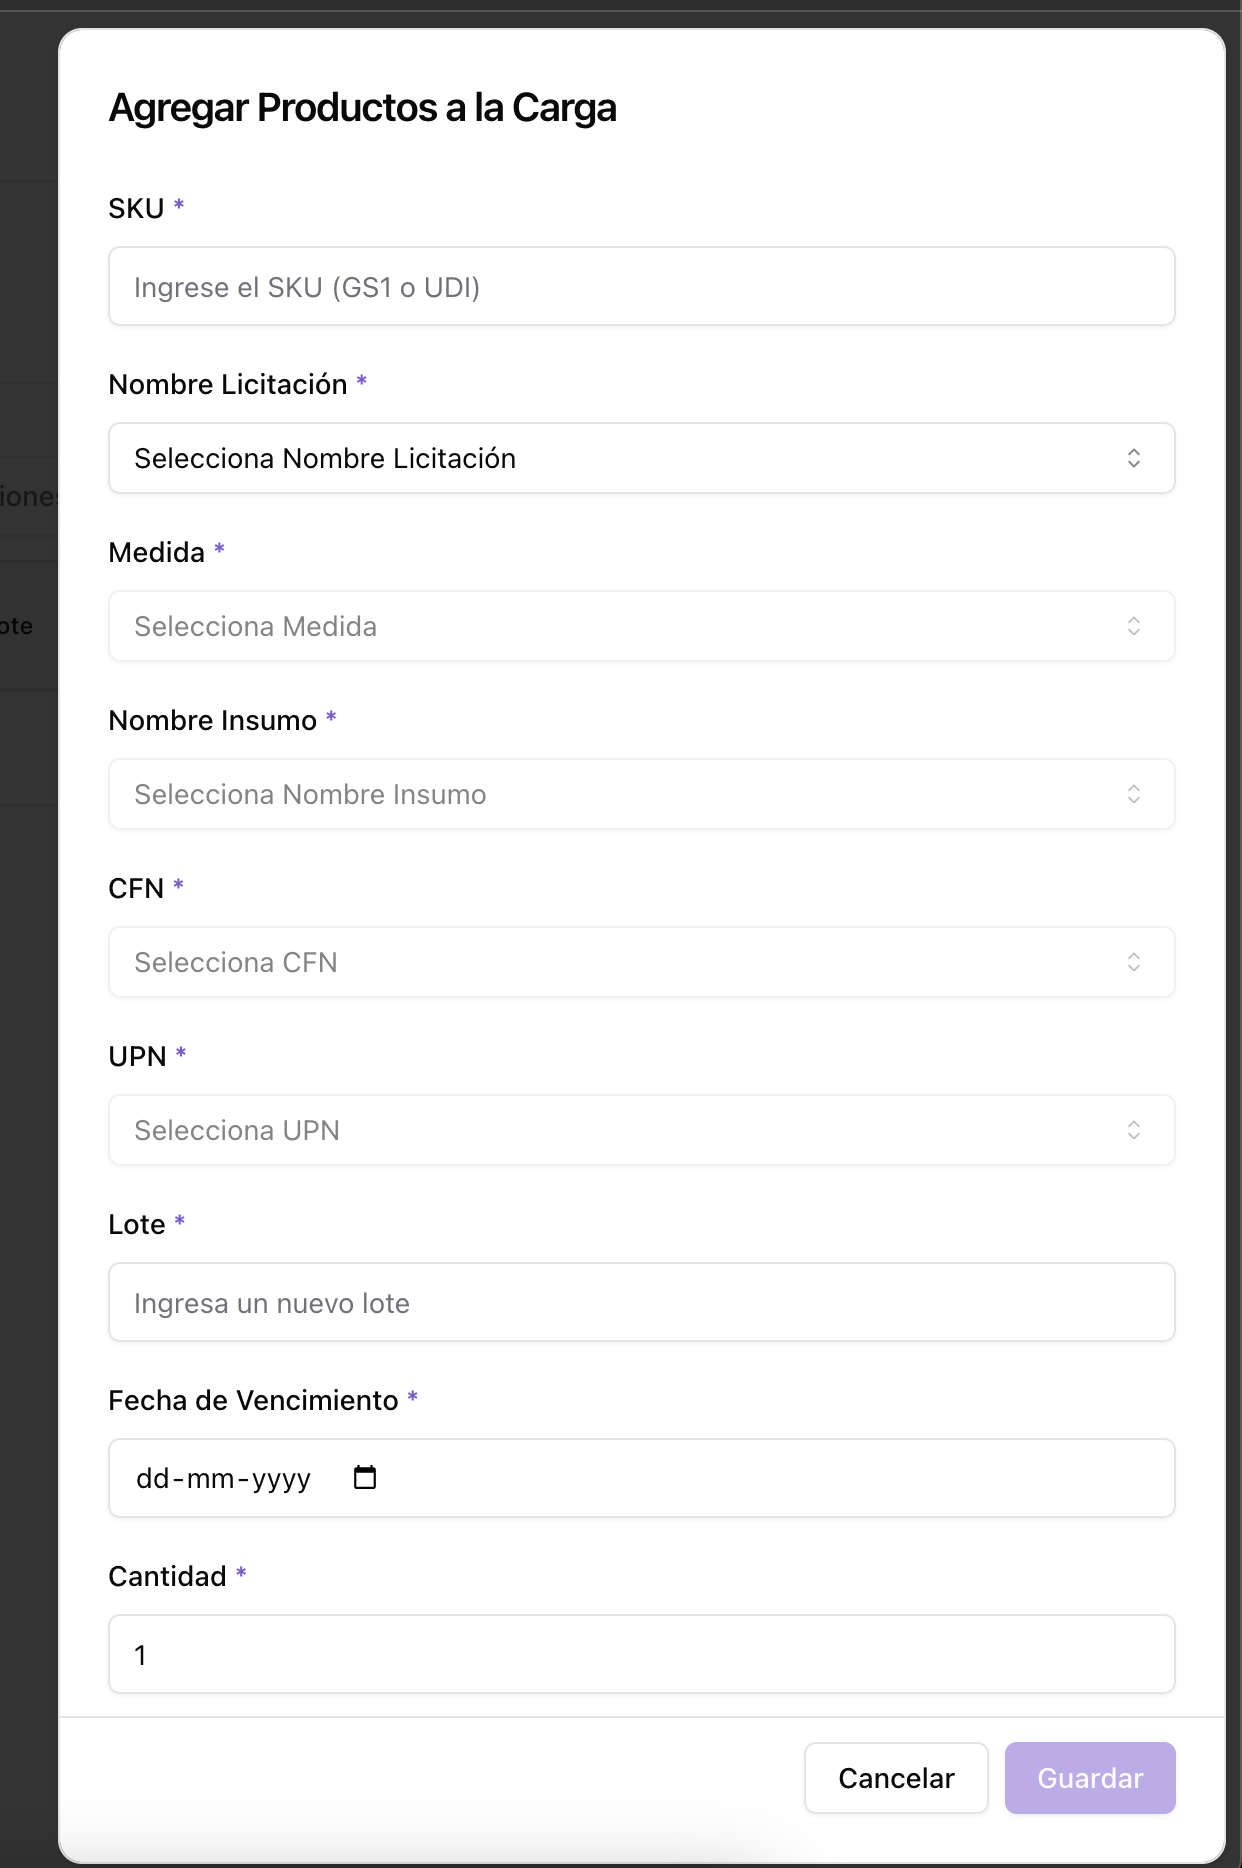 Agregar Productos a la Carga
SKU *
Ingrese el SKU (GS1 o UDI)
Nombre Licitación *
Selecciona Nombre Licitación
Medida *
Selecciona Medida
Nombre Insumo *
Selecciona Nombre Insumo
CFN *
Selecciona CFN
UPN *
Selecciona UPN
Lote *
Ingresa un nuevo lote
Fecha de Vencimiento *
dd-mm-yyyy
Cantidad *
1
Cancelar
Guardar